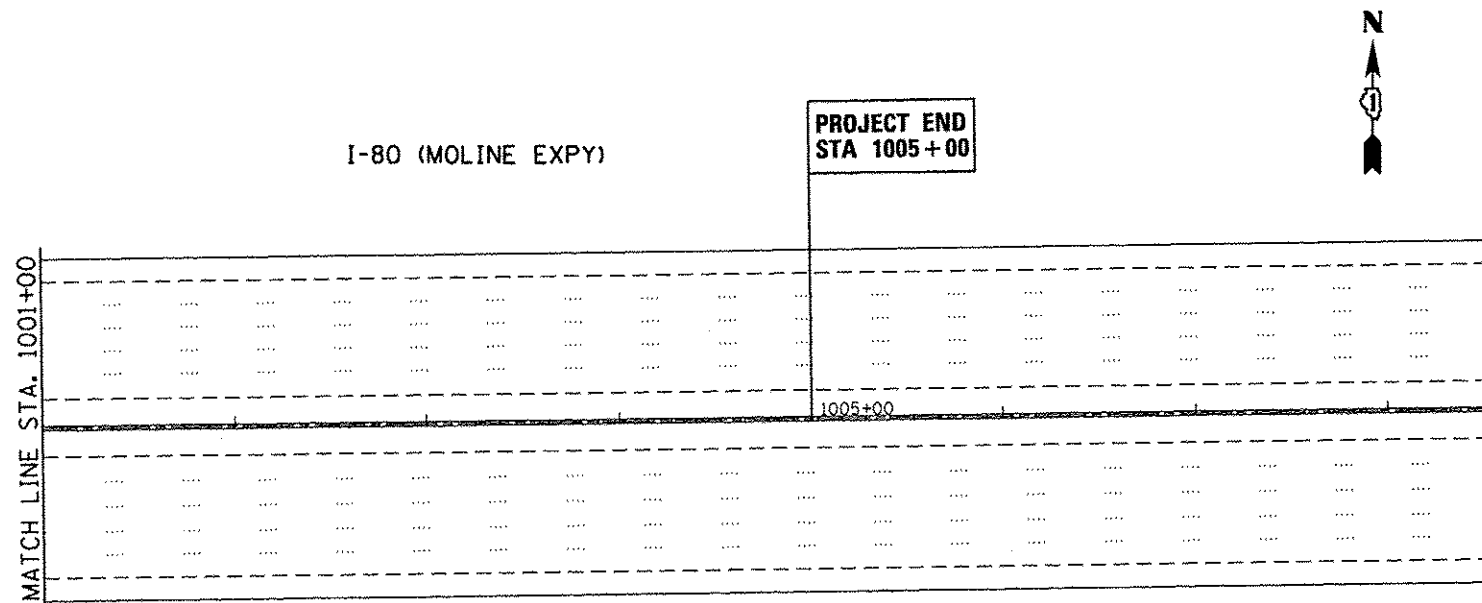 N
1
I-80 (MOLINE EXPY)
PROJECT END
STA 1005+00
MATCH LINE STA. 1001+00
1005+00